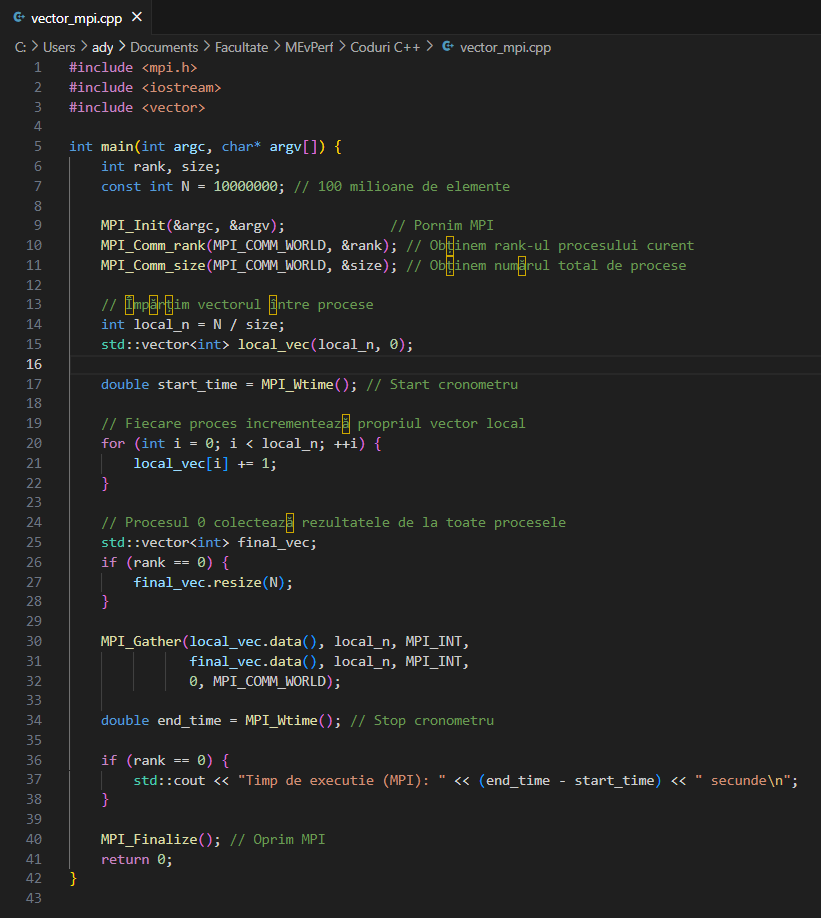 vector_mpi.cpp ×
C: > Users > ady > Documents > Facultate > MEvPerf > Coduri C++ > vector_mpi.cpp
1 #include <mpi.h>
2 #include <iostream>
3 #include <vector>
4
5 int main(int argc, char* argv[]) {
6     int rank, size;
7     const int N = 10000000; // 100 milioane de elemente
8
9     MPI_Init(&argc, &argv);             // Pornim MPI
10     MPI_Comm_rank(MPI_COMM_WORLD, &rank); // Obținem rank-ul procesului curent
11     MPI_Comm_size(MPI_COMM_WORLD, &size); // Obținem numărul total de procese
12
13     // Împărțim vectorul între procese
14     int local_n = N / size;
15     std::vector<int> local_vec(local_n, 0);
16
17     double start_time = MPI_Wtime(); // Start cronometru
18
19     // Fiecare proces incrementează propriul vector local
20     for (int i = 0; i < local_n; ++i) {
21         local_vec[i] += 1;
22     }
23
24     // Procesul 0 colectează rezultatele de la toate procesele
25     std::vector<int> final_vec;
26     if (rank == 0) {
27         final_vec.resize(N);
28     }
29
30     MPI_Gather(local_vec.data(), local_n, MPI_INT,
31                final_vec.data(), local_n, MPI_INT,
32                0, MPI_COMM_WORLD);
33
34     double end_time = MPI_Wtime(); // Stop cronometru
35
36     if (rank == 0) {
37         std::cout << "Timp de executie (MPI): " << (end_time - start_time) << " secunde\n";
38     }
39
40     MPI_Finalize(); // Oprim MPI
41     return 0;
42 }
43